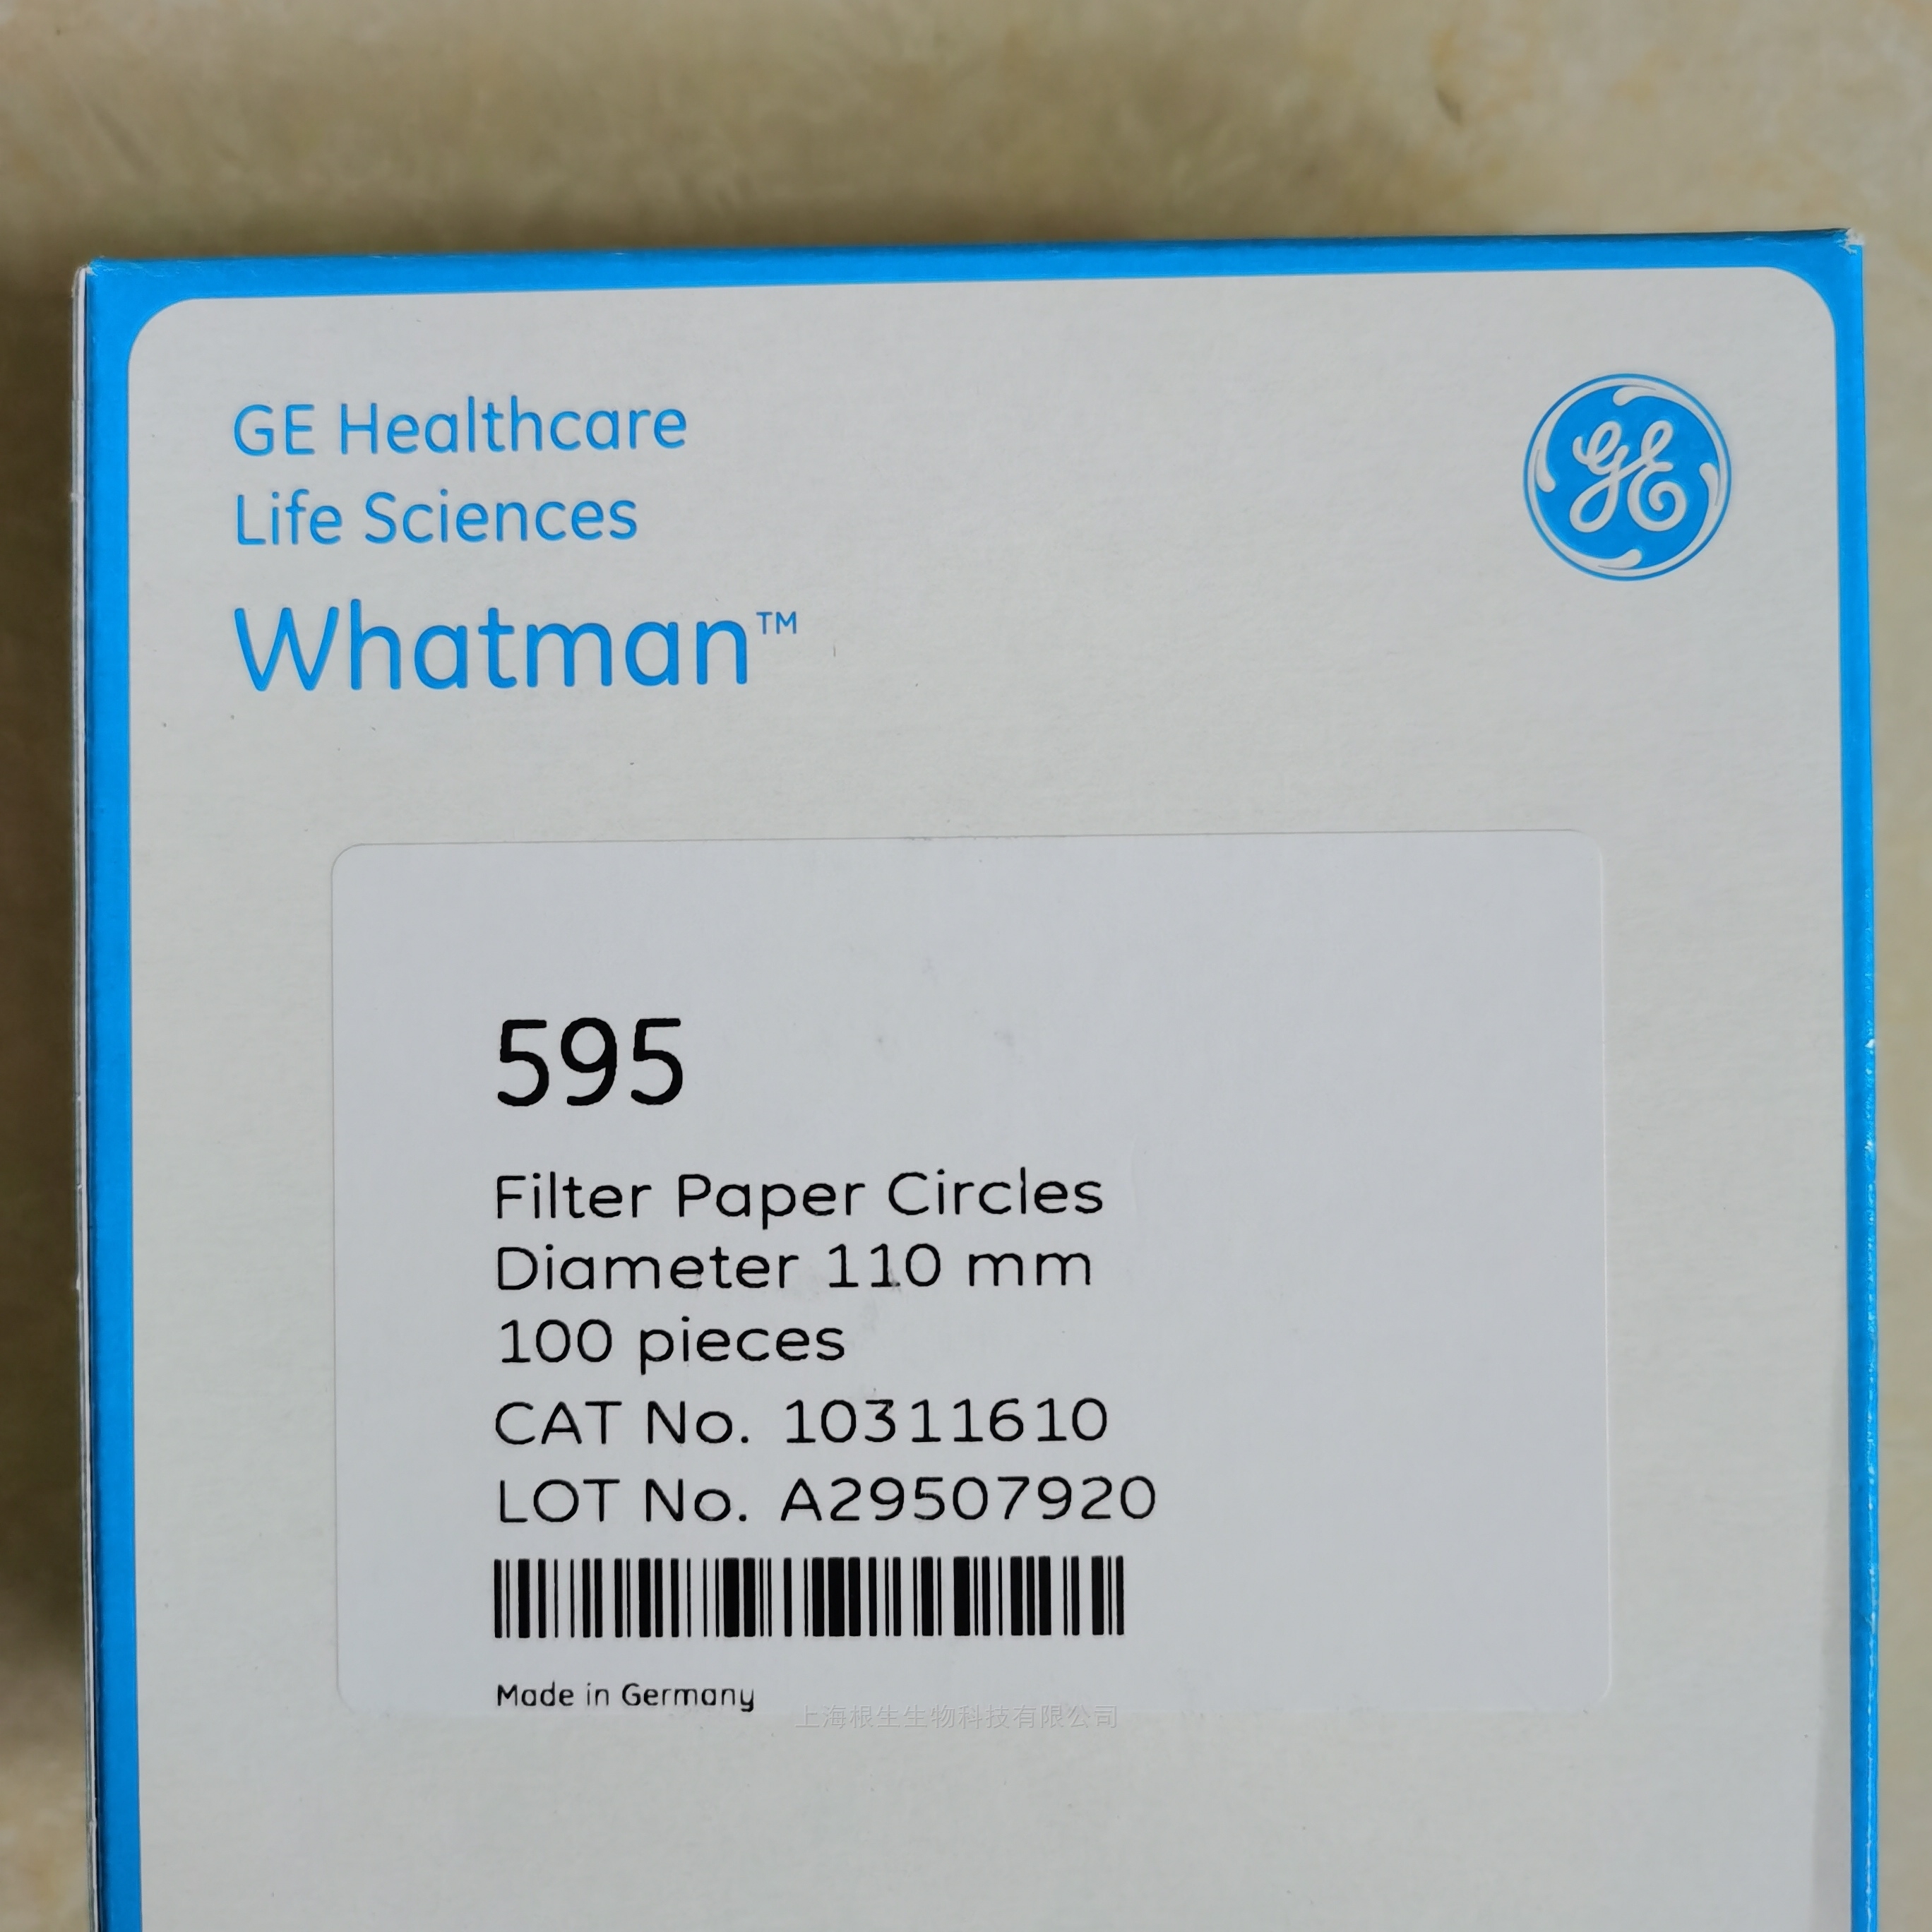 GE Healthcare
Life Sciences
Whatman™
GE
595
Filter Paper Circles
Diameter 110 mm
100 pieces
CAT No. 10311610
LOT No. A29507920
Made in Germany
上海根生生物科技有限公司